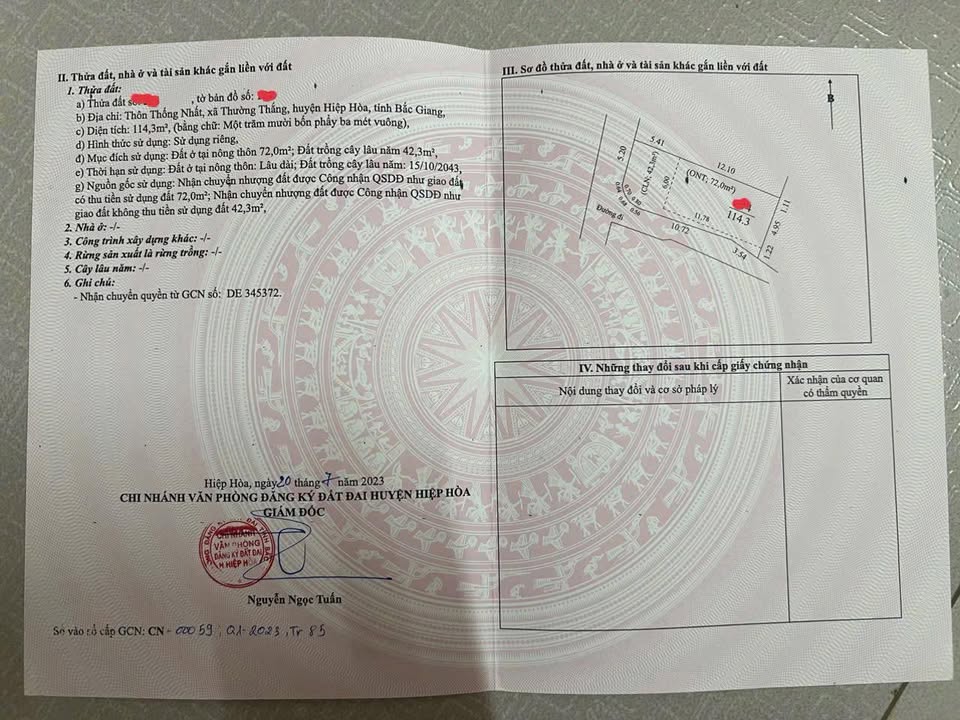 II. Thửa đất, nhà ở và tài sản khác gắn liền với đất
1. Thửa đất:
a) Thửa đất số: , tờ bản đồ số:
b) Địa chỉ: Thôn Thống Nhất, xã Thường Thắng, huyện Hiệp Hòa, tỉnh Bắc Giang,
c) Diện tích: 114,3m², (bằng chữ: Một trăm mười bốn phẩy ba mét vuông),
d) Hình thức sử dụng: Sử dụng riêng,
đ) Mục đích sử dụng: Đất ở tại nông thôn 72,0m²; Đất trồng cây lâu năm 42,3m²,
e) Thời hạn sử dụng: Đất ở tại nông thôn: Lâu dài; Đất trồng cây lâu năm: 15/10/2043,
g) Nguồn gốc sử dụng: Nhận chuyển nhượng đất được Công nhận QSDĐ như giao đất
có thu tiền sử dụng đất 72,0m²; Nhận chuyển nhượng đất được Công nhận QSDĐ như
giao đất không thu tiền sử dụng đất 42,3m²,
2. Nhà ở: -/-
3. Công trình xây dựng khác: -/-
4. Rừng sản xuất là rừng trồng: -/-
5. Cây lâu năm: -/-
6. Ghi chú:
- Nhận chuyển quyền từ GCN số: DE 345372.
Hiệp Hòa, ngày 20 tháng 7 năm 2023
CHI NHÁNH VĂN PHÒNG ĐĂNG KÝ ĐẤT ĐAI HUYỆN HIỆP HÒA
GIÁM ĐỐC
CHI NHÁNH
VĂN PHÒNG
ĐĂNG KÝ ĐẤT ĐAI
HIỆP HÒA
Nguyễn Ngọc Tuấn
Số vào sổ cấp GCN: CN - 00059, Q1-2023, Tr 85
III. Sơ đồ thửa đất, nhà ở và tài sản khác gắn liền với đất
B
5.41
5.20
(CLN: 42,3m²)
6,00
12.10
(ONT: 72,0m²)
114.3
1.11
4.95
1.22
11,78
10.72
3.54
Đường đi
IV. Những thay đổi sau khi cấp giấy chứng nhận
Nội dung thay đổi và cơ sở pháp lý
Xác nhận của cơ quan
có thẩm quyền